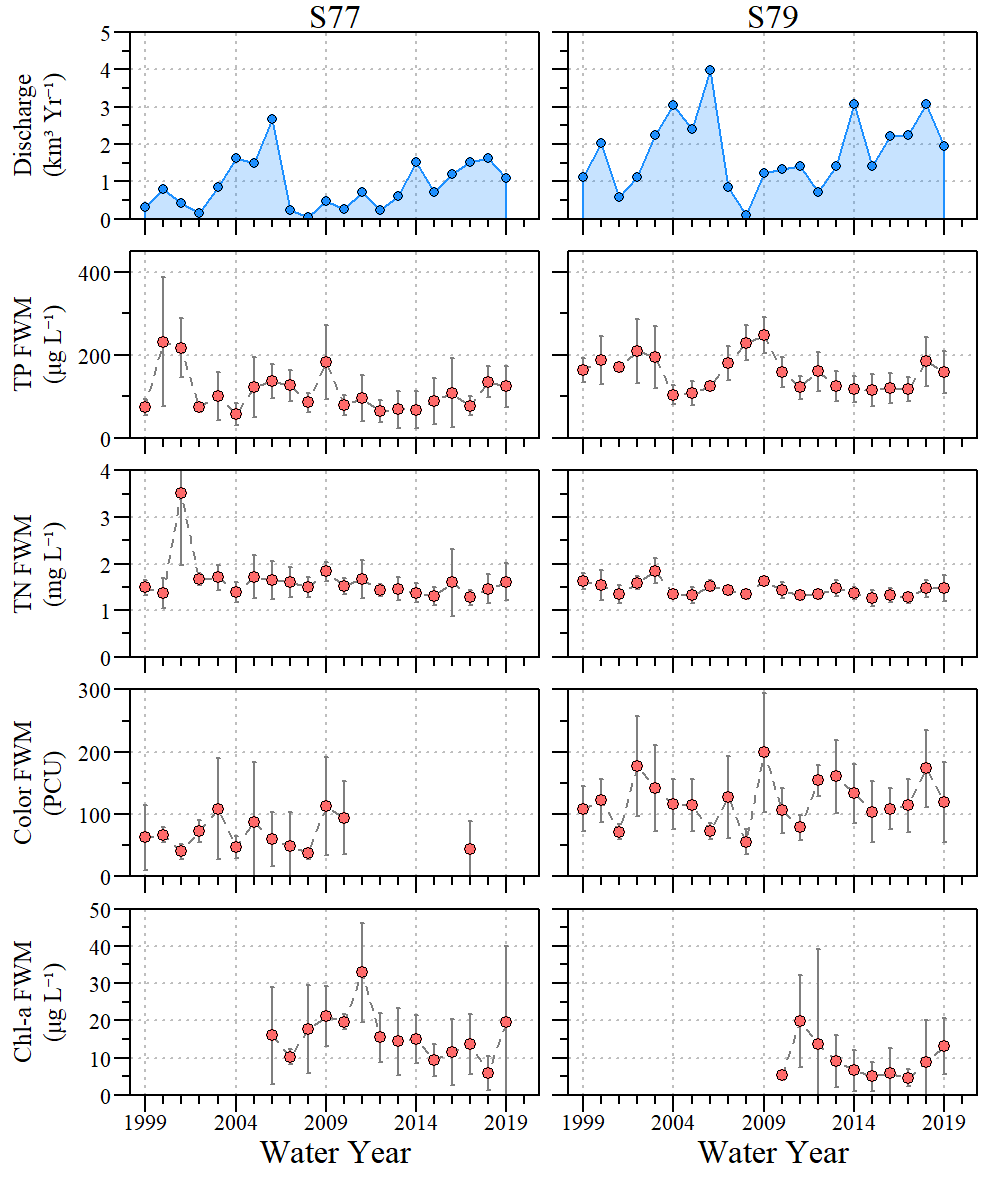 S77 S79
Discharge
(km³ Yr⁻¹)
5
4
3
2
1
0
TP FWM
(µg L⁻¹)
400
200
0
TN FWM
(mg L⁻¹)
4
3
2
1
0
Color FWM
(PCU)
300
200
100
0
Chl-a FWM
(µg L⁻¹)
50
40
30
20
10
0
1999 2004 2009 2014 2019 1999 2004 2009 2014 2019
Water Year Water Year